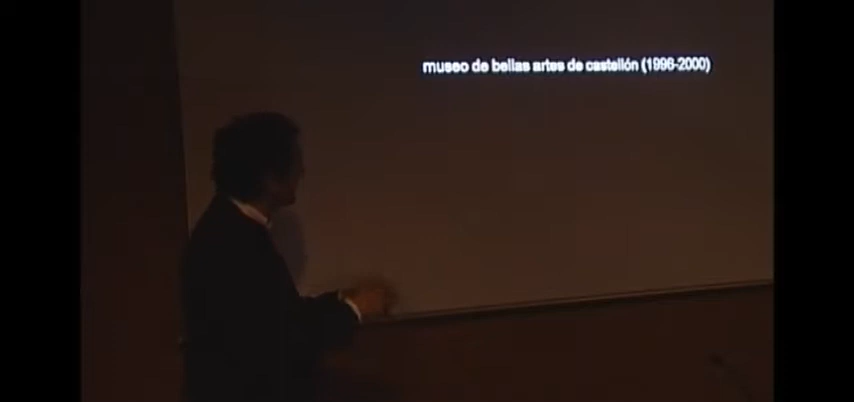 museo de bellas artes de castellón (1996-2000)